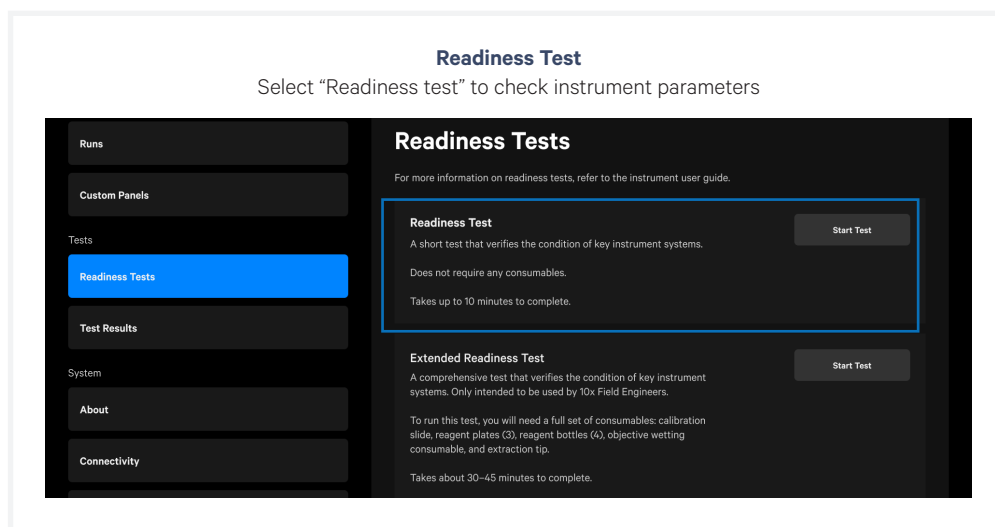 Readiness Test
Select “Readiness test” to check instrument parameters
Runs
Custom Panels
Tests
Readiness Tests
Test Results
System
About
Connectivity
Readiness Tests
For more information on readiness tests, refer to the instrument user guide.
Readiness Test
Start Test
A short test that verifies the condition of key instrument systems.
Does not require any consumables.
Takes up to 10 minutes to complete.
Extended Readiness Test
Start Test
A comprehensive test that verifies the condition of key instrument
systems. Only intended to be used by 10x Field Engineers.
To run this test, you will need a full set of consumables: calibration
slide, reagent plates (3), reagent bottles (4), objective wetting
consumable, and extraction tip.
Takes about 30–45 minutes to complete.